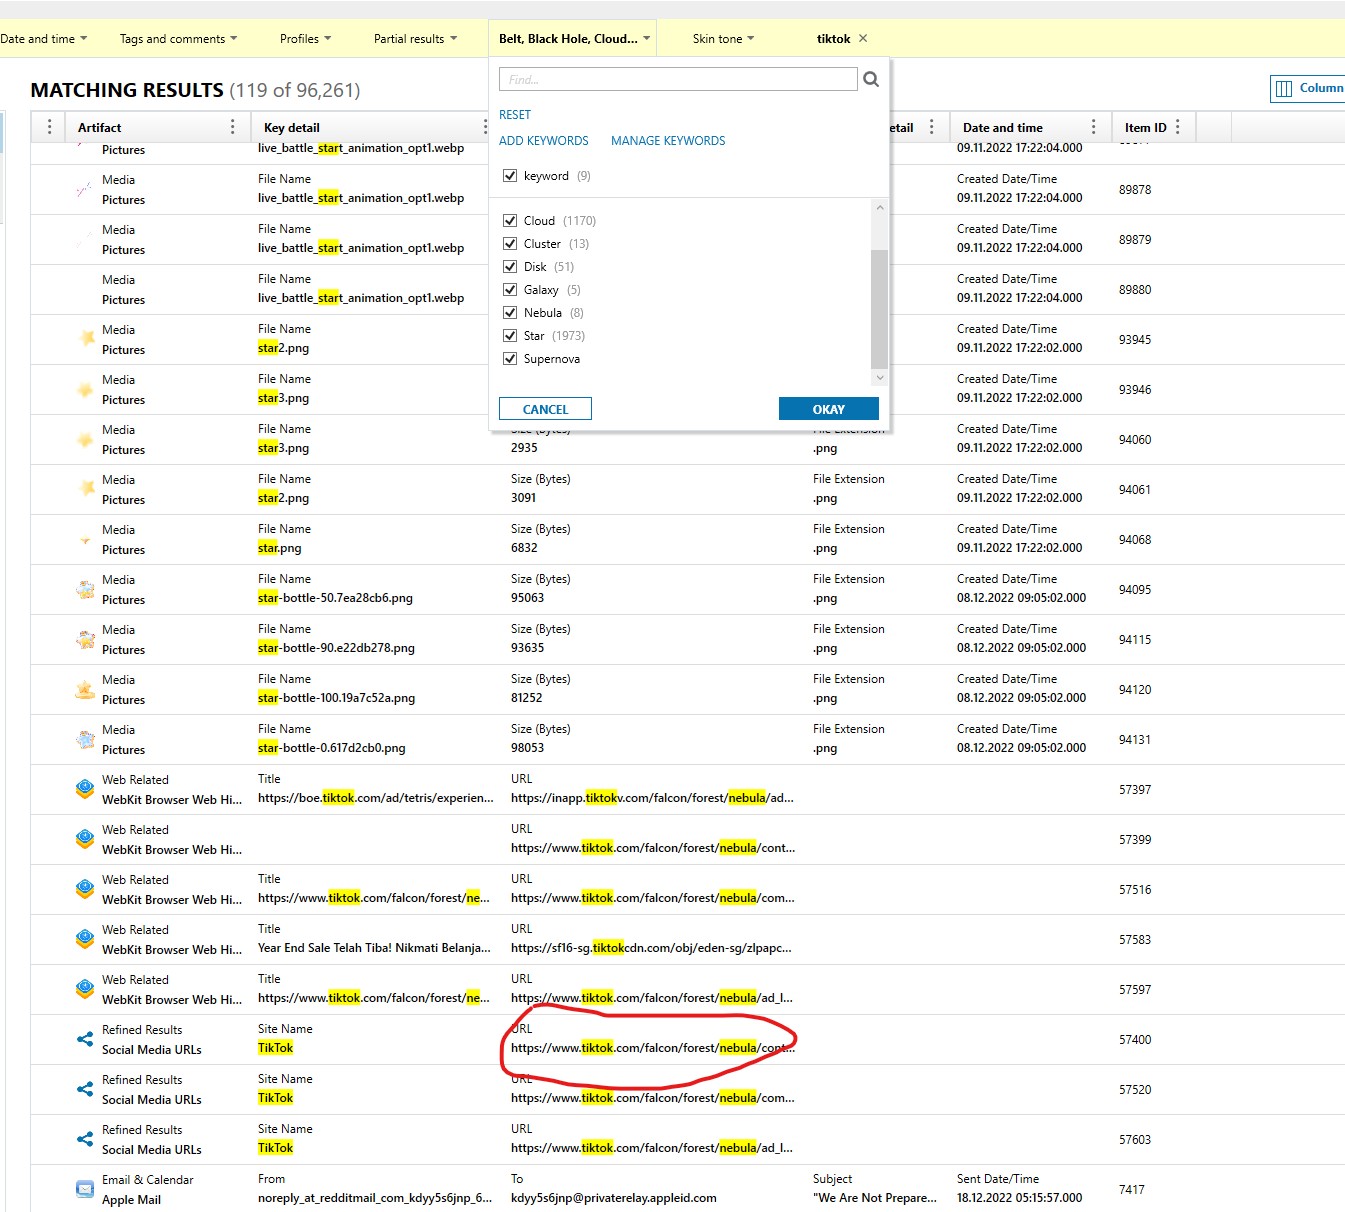 Date and time Tags and comments Profiles Partial results Belt, Black Hole, Cloud... Skin tone tiktok ×
MATCHING RESULTS (119 of 96,261)
Column
Find...
RESET
ADD KEYWORDS MANAGE KEYWORDS
keyword (9)
Cloud (1170)
Cluster (13)
Disk (51)
Galaxy (5)
Nebula (8)
Star (1973)
Supernova
CANCEL OKAY
Artifact Key detail etail Date and time Item ID
Pictures live_battle_start_animation_opt1.webp 09.11.2022 17:22:04.000
Media File Name Created Date/Time
Pictures live_battle_start_animation_opt1.webp 09.11.2022 17:22:04.000 89878
Media File Name Created Date/Time
Pictures live_battle_start_animation_opt1.webp 09.11.2022 17:22:04.000 89879
Media File Name Created Date/Time
Pictures live_battle_start_animation_opt1.webp 09.11.2022 17:22:04.000 89880
Media File Name Created Date/Time
Pictures star2.png 09.11.2022 17:22:02.000 93945
Media File Name Created Date/Time
Pictures star3.png 09.11.2022 17:22:02.000 93946
Media File Name Size (Bytes) File Extension Created Date/Time
Pictures star3.png 2935 .png 09.11.2022 17:22:02.000 94060
Media File Name Size (Bytes) File Extension Created Date/Time
Pictures star2.png 3091 .png 09.11.2022 17:22:02.000 94061
Media File Name Size (Bytes) File Extension Created Date/Time
Pictures star.png 6832 .png 09.11.2022 17:22:02.000 94068
Media File Name Size (Bytes) File Extension Created Date/Time
Pictures star-bottle-50.7ea28cb6.png 95063 .png 08.12.2022 09:05:02.000 94095
Media File Name Size (Bytes) File Extension Created Date/Time
Pictures star-bottle-90.e22db278.png 93635 .png 08.12.2022 09:05:02.000 94115
Media File Name Size (Bytes) File Extension Created Date/Time
Pictures star-bottle-100.19a7c52a.png 81252 .png 08.12.2022 09:05:02.000 94120
Media File Name Size (Bytes) File Extension Created Date/Time
Pictures star-bottle-0.617d2cb0.png 98053 .png 08.12.2022 09:05:02.000 94131
Web Related Title URL
WebKit Browser Web Hi... https://boe.tiktok.com/ad/tetris/experien... https://inapp.tiktokv.com/falcon/forest/nebula/ad... 57397
Web Related URL
WebKit Browser Web Hi... https://www.tiktok.com/falcon/forest/nebula/cont... 57399
Web Related Title URL
WebKit Browser Web Hi... https://www.tiktok.com/falcon/forest/ne... https://www.tiktok.com/falcon/forest/nebula/com... 57516
Web Related Title URL
WebKit Browser Web Hi... Year End Sale Telah Tiba! Nikmati Belanja... https://sf16-sg.tiktokcdn.com/obj/eden-sg/zlpapc... 57583
Web Related Title URL
WebKit Browser Web Hi... https://www.tiktok.com/falcon/forest/ne... https://www.tiktok.com/falcon/forest/nebula/ad_l... 57597
Refined Results Site Name URL
Social Media URLs TikTok https://www.tiktok.com/falcon/forest/nebula/cont... 57400
Refined Results Site Name URL
Social Media URLs TikTok https://www.tiktok.com/falcon/forest/nebula/com... 57520
Refined Results Site Name URL
Social Media URLs TikTok https://www.tiktok.com/falcon/forest/nebula/ad_l... 57603
Email & Calendar From To Subject Sent Date/Time
Apple Mail noreply_at_redditmail_com_kdyy5s6jnp_6... kdyy5s6jnp@privaterelay.appleid.com "We Are Not Prepare... 18.12.2022 05:15:57.000 7417